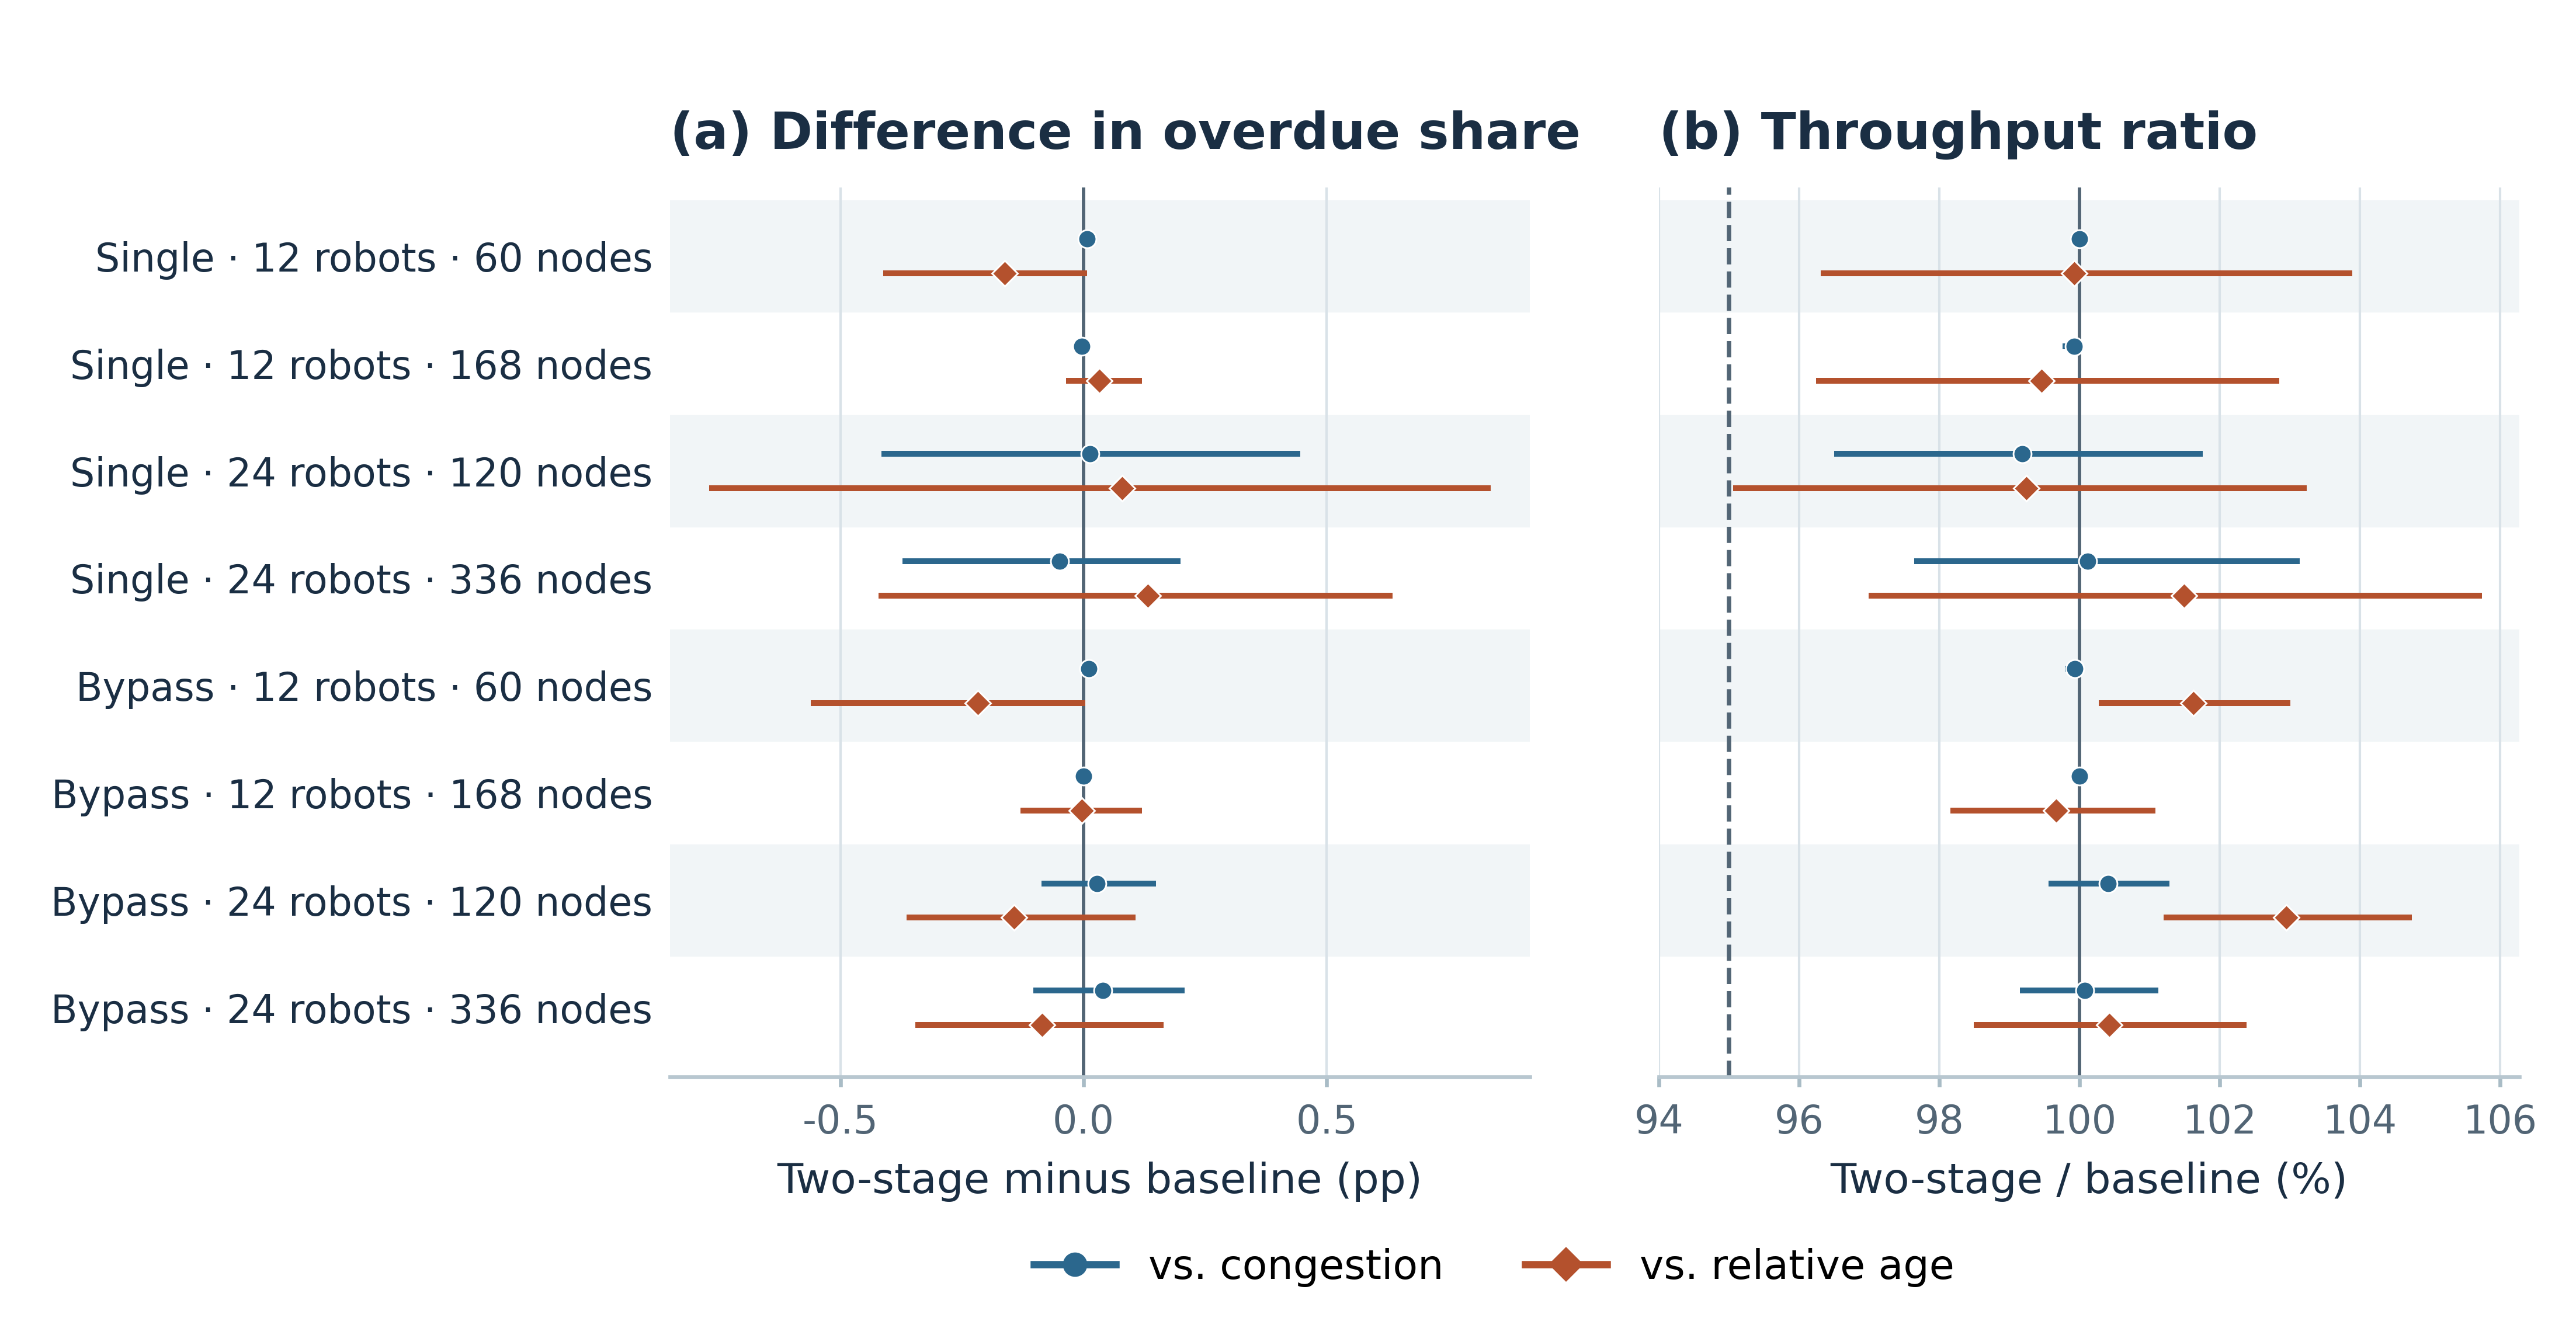 (a) Difference in overdue share
(b) Throughput ratio
Single · 12 robots · 60 nodes
Single · 12 robots · 168 nodes
Single · 24 robots · 120 nodes
Single · 24 robots · 336 nodes
Bypass · 12 robots · 60 nodes
Bypass · 12 robots · 168 nodes
Bypass · 24 robots · 120 nodes
Bypass · 24 robots · 336 nodes
-0.5 0.0 0.5
94 96 98 100 102 104 106
Two-stage minus baseline (pp)
Two-stage / baseline (%)
vs. congestion
vs. relative age